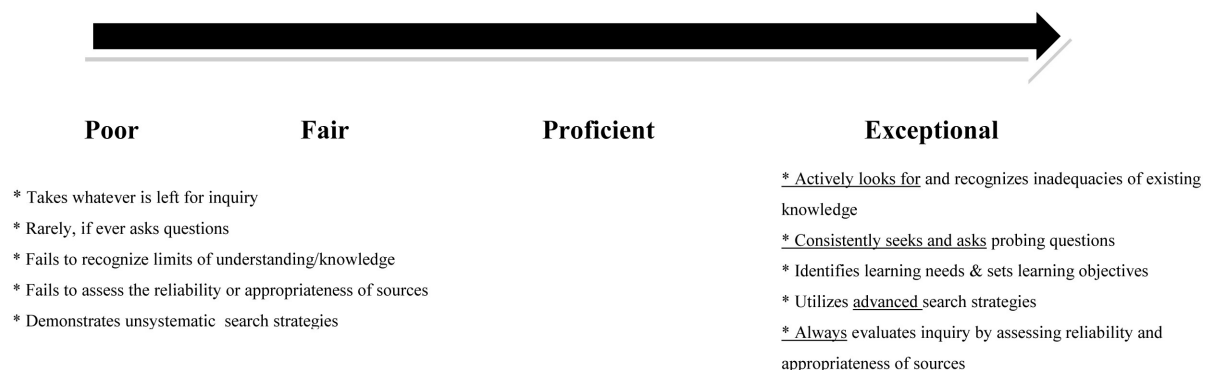 Poor Fair Proficient Exceptional
* Takes whatever is left for inquiry
* Rarely, if ever asks questions
* Fails to recognize limits of understanding/knowledge
* Fails to assess the reliability or appropriateness of sources
* Demonstrates unsystematic search strategies
* Actively looks for and recognizes inadequacies of existing
knowledge
* Consistently seeks and asks probing questions
* Identifies learning needs & sets learning objectives
* Utilizes advanced search strategies
* Always evaluates inquiry by assessing reliability and
appropriateness of sources